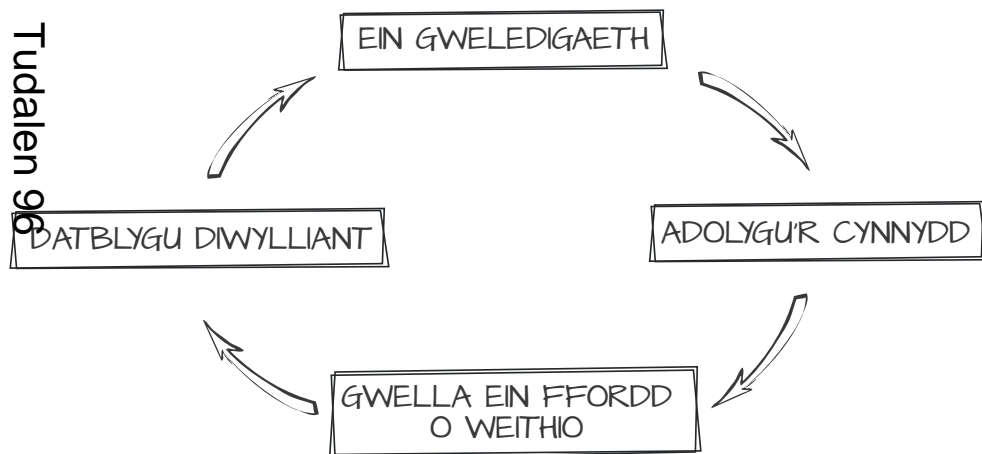 Tudalen 96
EIN GWELEDIGAETH
ADOLYGU'R CYNNYDD
GWELLA EIN FFORDD
O WEITHIO
DATBLYGU DIWYLLIANT